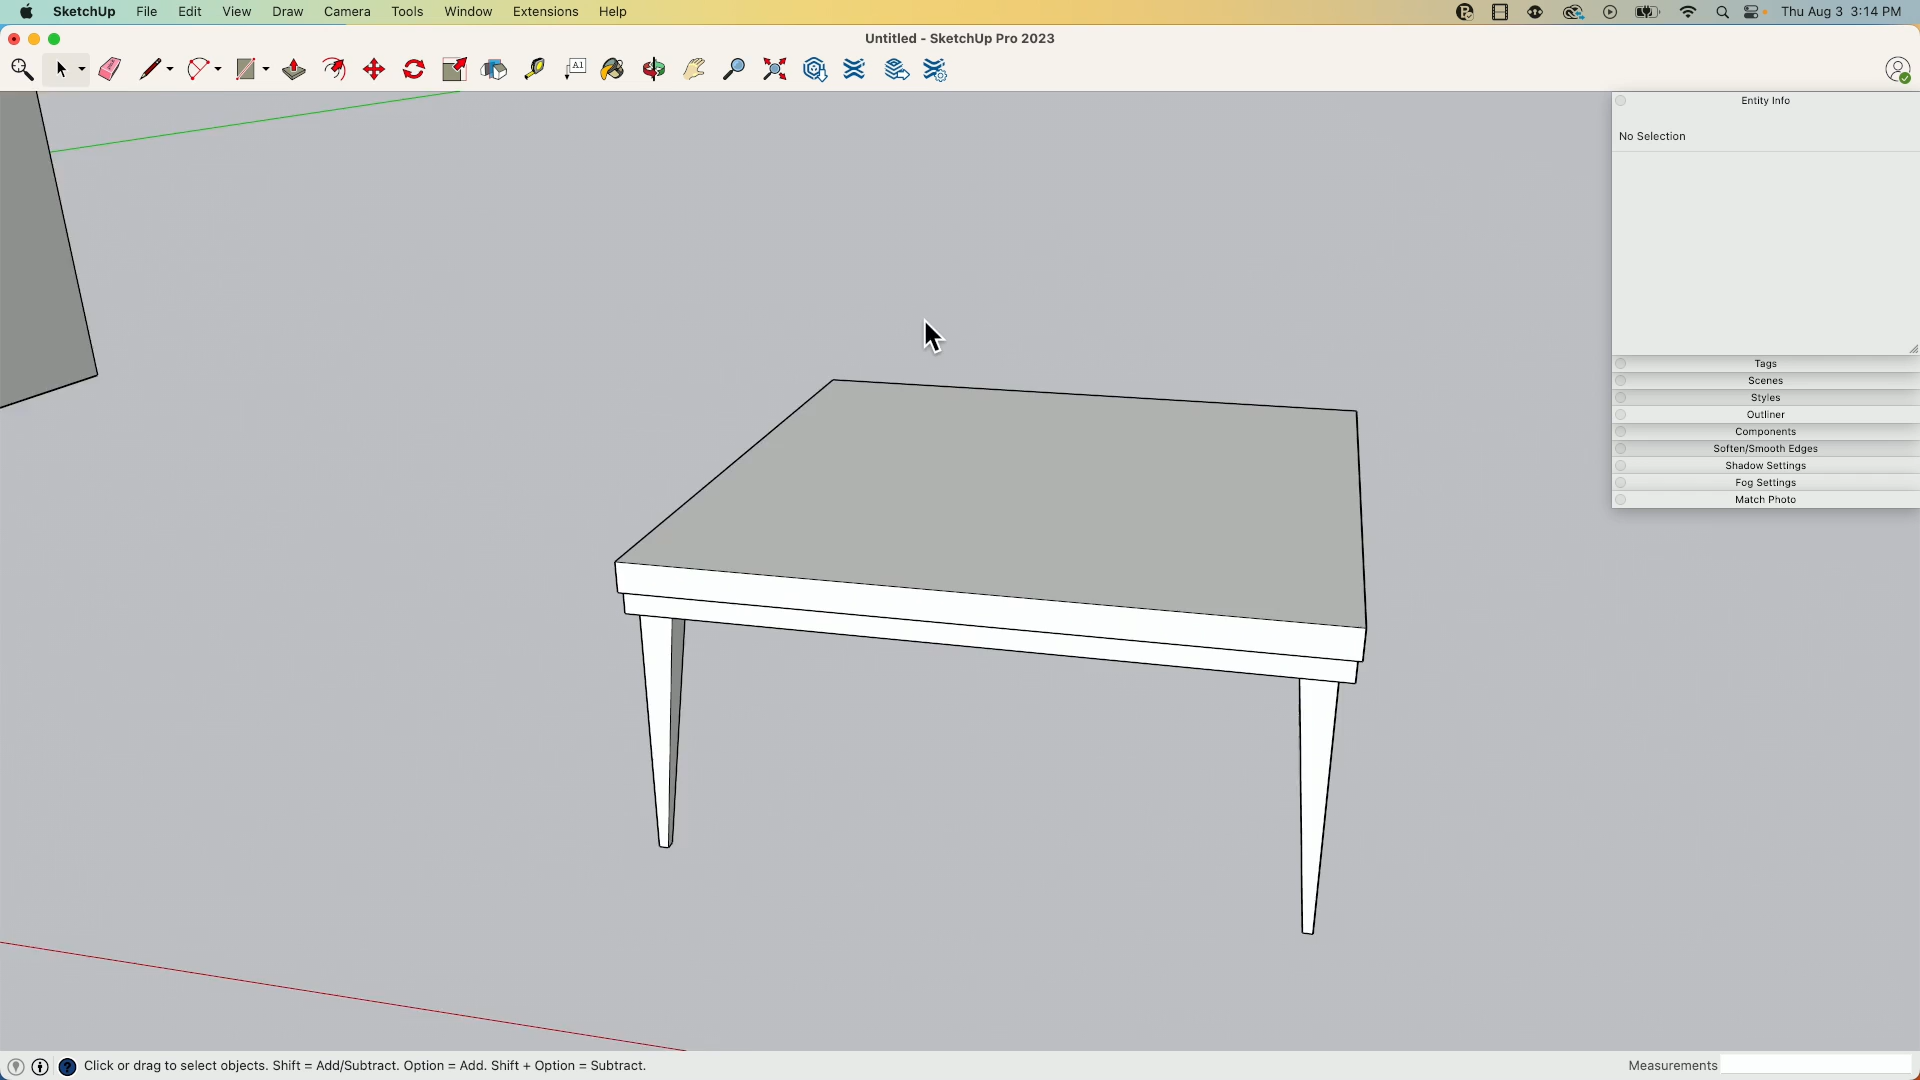 SketchUp File Edit View Draw Camera Tools Window Extensions Help Thu Aug 3 3:14 PM
Untitled - SketchUp Pro 2023
A1
Entity Info
No Selection
Tags
Scenes
Styles
Outliner
Components
Soften/Smooth Edges
Shadow Settings
Fog Settings
Match Photo
Click or drag to select objects. Shift = Add/Subtract. Option = Add. Shift + Option = Subtract. Measurements